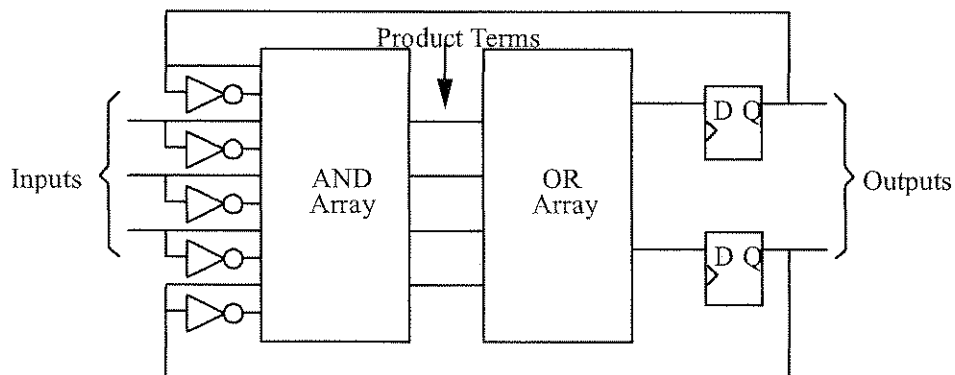 Product Terms
D Q
Inputs
AND
Array
OR
Array
Outputs
D Q